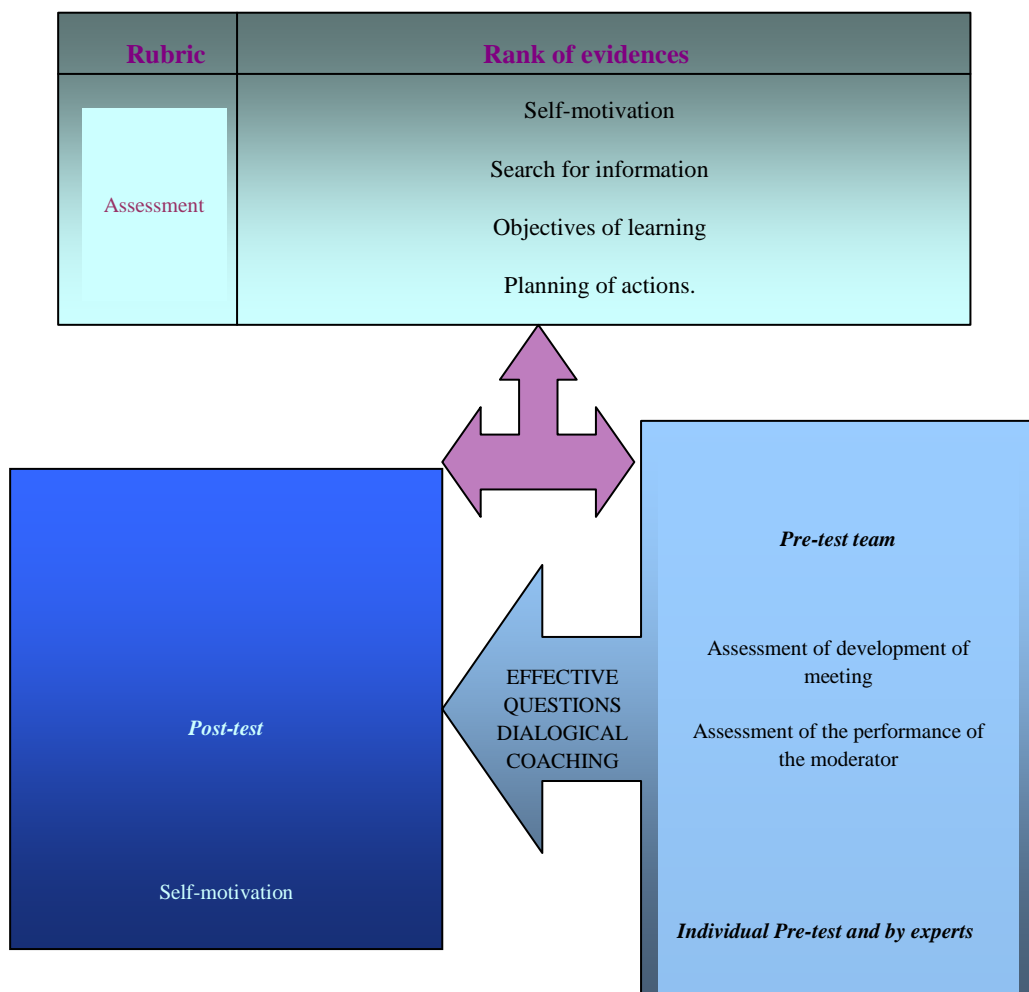 Rubric
Rank of evidences
Assessment
Self-motivation
Search for information
Objectives of learning
Planning of actions.
Post-test
Self-motivation
EFFECTIVE
QUESTIONS
DIALOGICAL
COACHING
Pre-test team
Assessment of development of
meeting
Assessment of the performance of
the moderator
Individual Pre-test and by experts